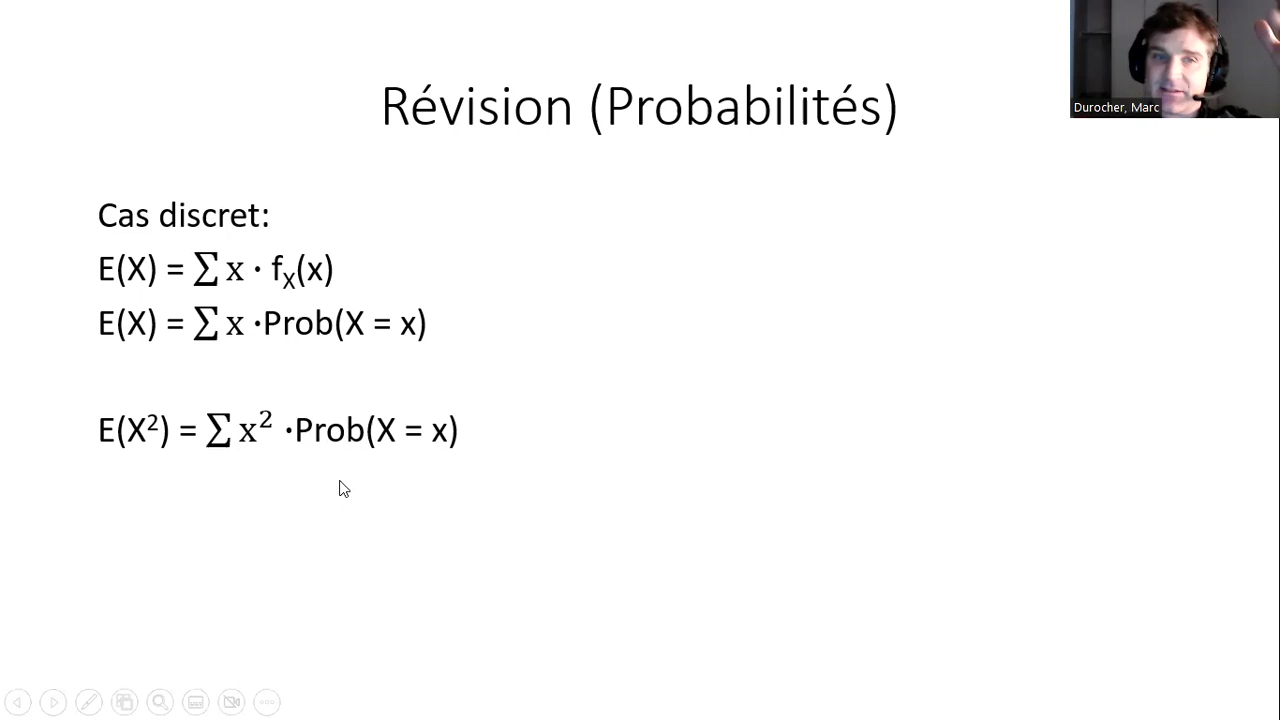 Révision (Probabilités)
Durocher, Marc
Cas discret:
E(X) = ∑ x · fₓ(x)
E(X) = ∑ x ·Prob(X = x)
E(X²) = ∑ x² ·Prob(X = x)